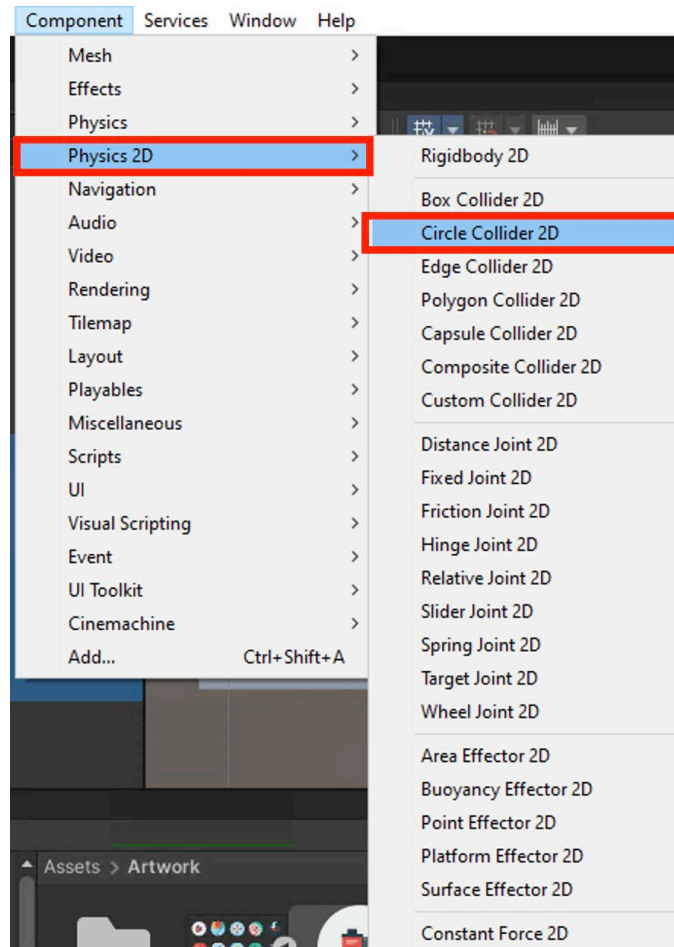 Component Services Window Help
Mesh
Effects
Physics
Physics 2D
Navigation
Audio
Video
Rendering
Tilemap
Layout
Playables
Miscellaneous
Scripts
UI
Visual Scripting
Event
UI Toolkit
Cinemachine
Add... Ctrl+Shift+A
Rigidbody 2D
Box Collider 2D
Circle Collider 2D
Edge Collider 2D
Polygon Collider 2D
Capsule Collider 2D
Composite Collider 2D
Custom Collider 2D
Distance Joint 2D
Fixed Joint 2D
Friction Joint 2D
Hinge Joint 2D
Relative Joint 2D
Slider Joint 2D
Spring Joint 2D
Target Joint 2D
Wheel Joint 2D
Area Effector 2D
Buoyancy Effector 2D
Point Effector 2D
Platform Effector 2D
Surface Effector 2D
Constant Force 2D
Assets > Artwork